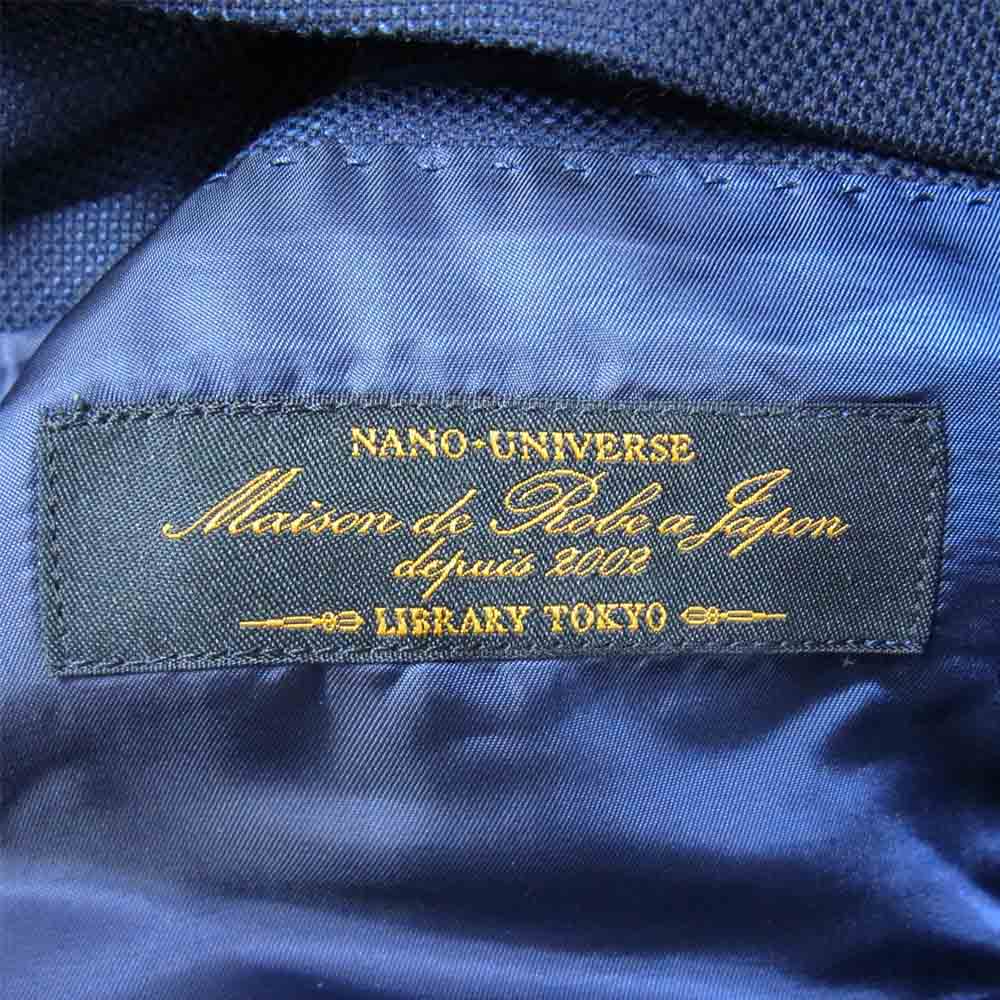 NANO・UNIVERSE
Maison de Robe a Japon
depuis 2002
LIBRARY TOKYO